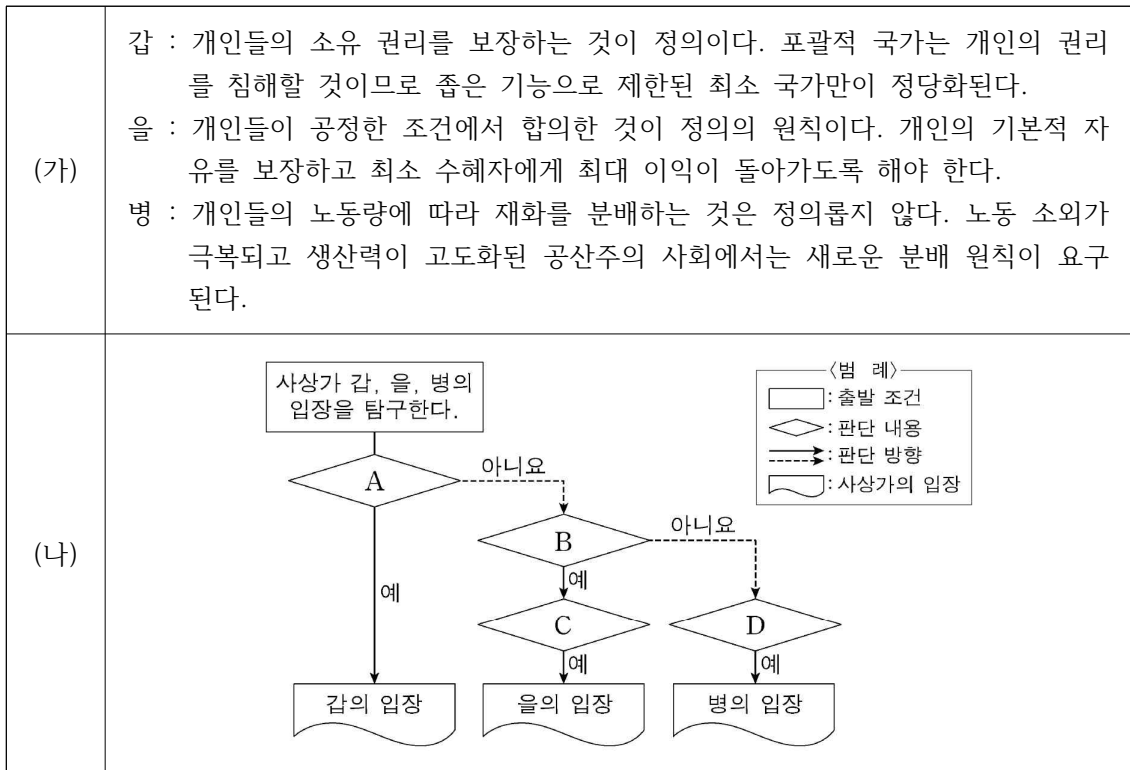 (가)
갑 : 개인들의 소유 권리를 보장하는 것이 정의이다. 포괄적 국가는 개인의 권리
를 침해할 것이므로 좁은 기능으로 제한된 최소 국가만이 정당화된다.
을 : 개인들이 공정한 조건에서 합의한 것이 정의의 원칙이다. 개인의 기본적 자
유를 보장하고 최소 수혜자에게 최대 이익이 돌아가도록 해야 한다.
병 : 개인들의 노동량에 따라 재화를 분배하는 것은 정의롭지 않다. 노동 소외가
극복되고 생산력이 고도화된 공산주의 사회에서는 새로운 분배 원칙이 요구
된다.
(나)
사상가 갑, 을, 병의
입장을 탐구한다.
〈범 례〉
: 출발 조건
: 판단 내용
: 판단 방향
: 사상가의 입장
A
아니요
B
아니요
예
예
C
D
예
예
갑의 입장
을의 입장
병의 입장